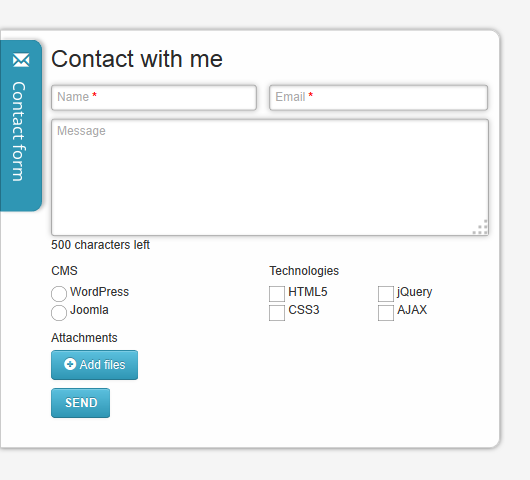 Contact form
Contact with me
Name * Email *
Message
500 characters left
CMS Technologies
WordPress HTML5 jQuery
Joomla CSS3 AJAX
Attachments
Add files
SEND